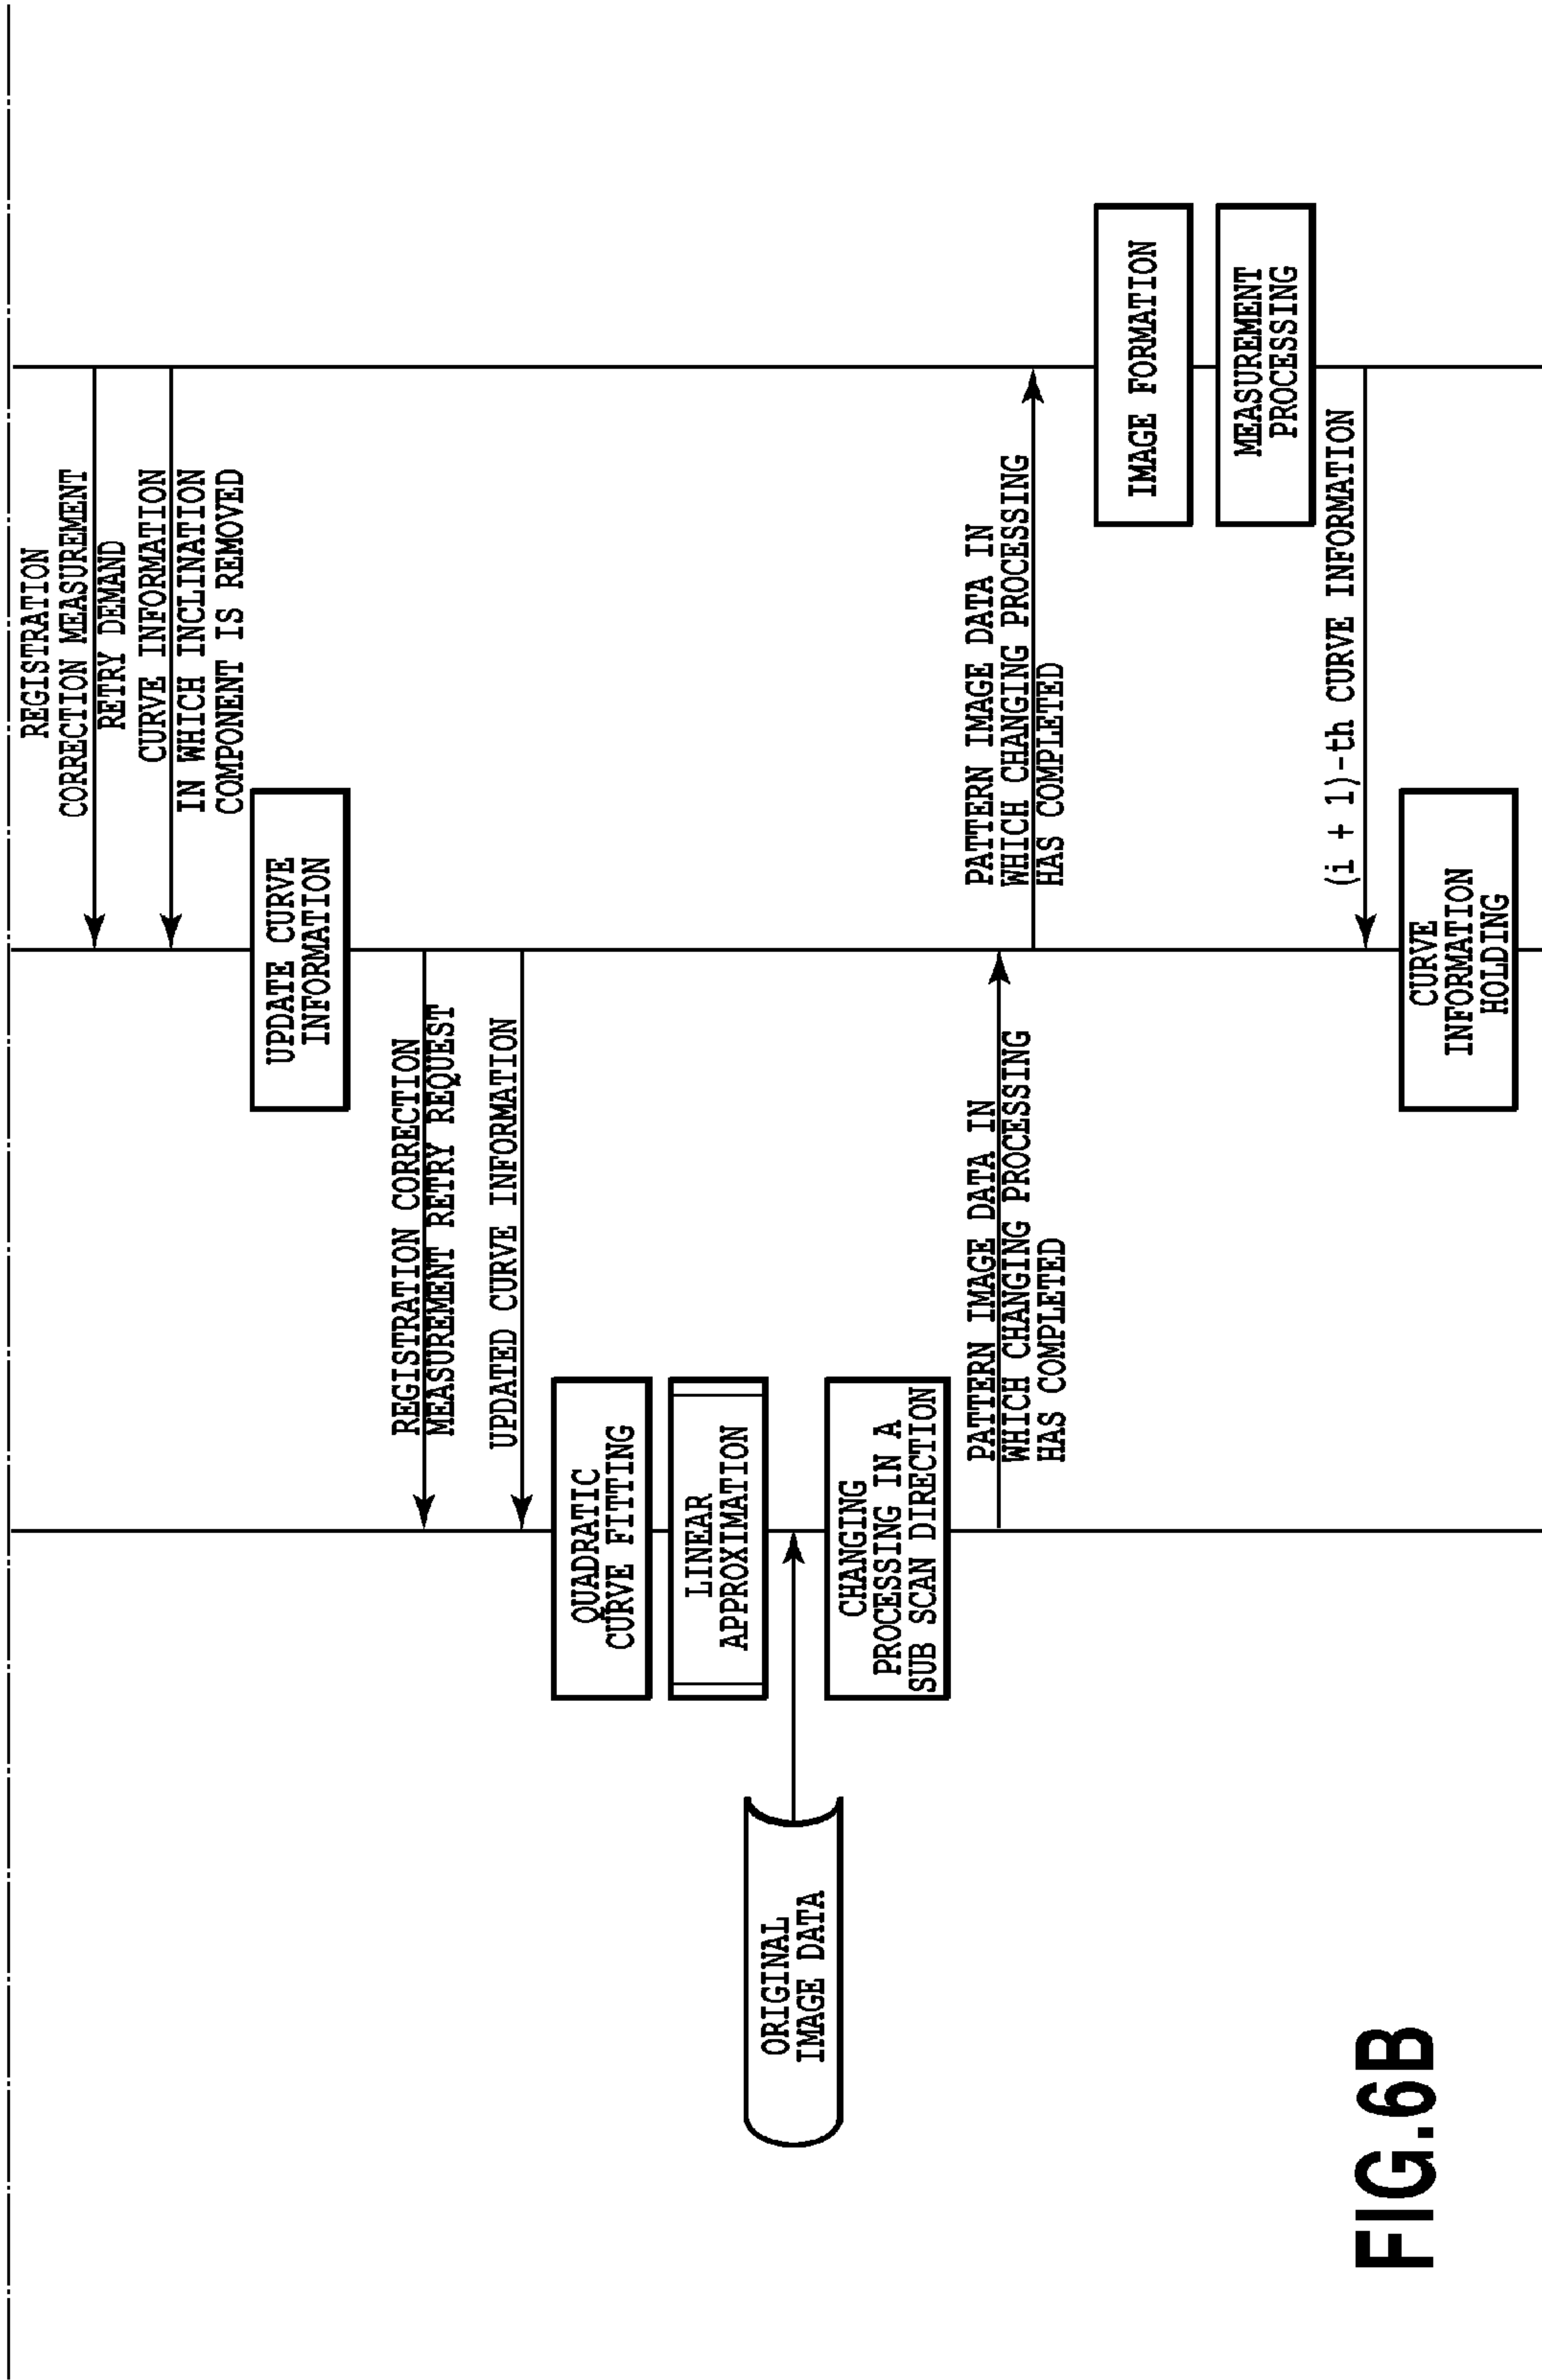 REGISTRATION
CORRECTION MEASUREMENT
RETRY DEMAND
CURVE INFORMATION
IN WHICH INCLINATION
COMPONENT IS REMOVED
UPDATE CURVE
INFORMATION
REGISTRATION CORRECTION
MEASUREMENT RETRY REQUEST
UPDATED CURVE INFORMATION
QUADRATIC
CURVE FITTING
LINEAR
APPROXIMATION
ORIGINAL
IMAGE DATA
CHANGING
PROCESSING IN A
SUB SCAN DIRECTION
PATTERN IMAGE DATA IN
WHICH CHANGING PROCESSING
HAS COMPLETED
PATTERN IMAGE DATA IN
WHICH CHANGING PROCESSING
HAS COMPLETED
IMAGE FORMATION
MEASUREMENT
PROCESSING
(i + 1)-th CURVE INFORMATION
CURVE
INFORMATION
HOLDING
FIG.6B